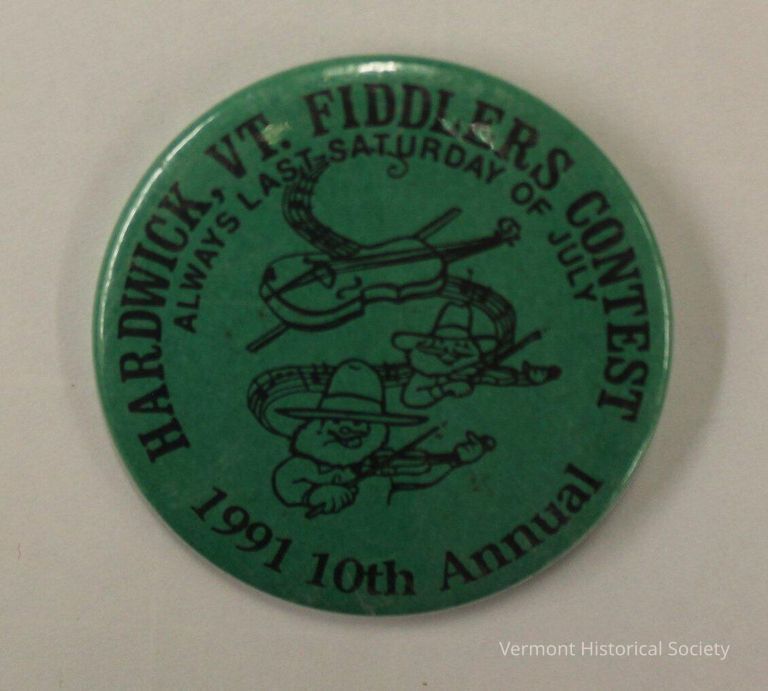 HARDWICK, VT. FIDDLERS CONTEST
ALWAYS LAST SATURDAY OF JULY
1991 10th Annual
Vermont Historical Society